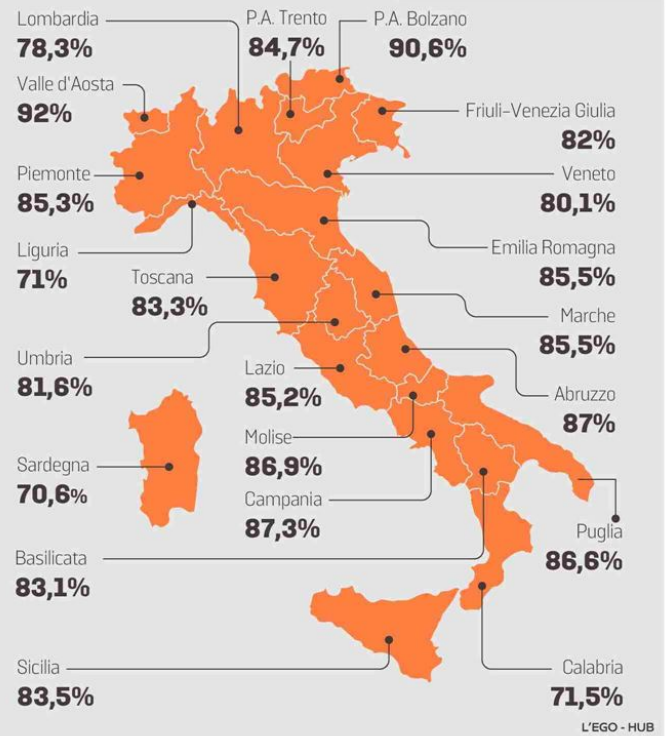 Lombardia
78,3%
P.A. Trento
84,7%
P.A. Bolzano
90,6%
Valle d'Aosta
92%
Friuli-Venezia Giulia
82%
Piemonte
85,3%
Veneto
80,1%
Liguria
71%
Emilia Romagna
85,5%
Toscana
83,3%
Marche
85,5%
Umbria
81,6%
Lazio
85,2%
Abruzzo
87%
Molise
86,9%
Sardegna
70,6%
Campania
87,3%
Puglia
86,6%
Basilicata
83,1%
Sicilia
83,5%
Calabria
71,5%
L'EGO - HUB